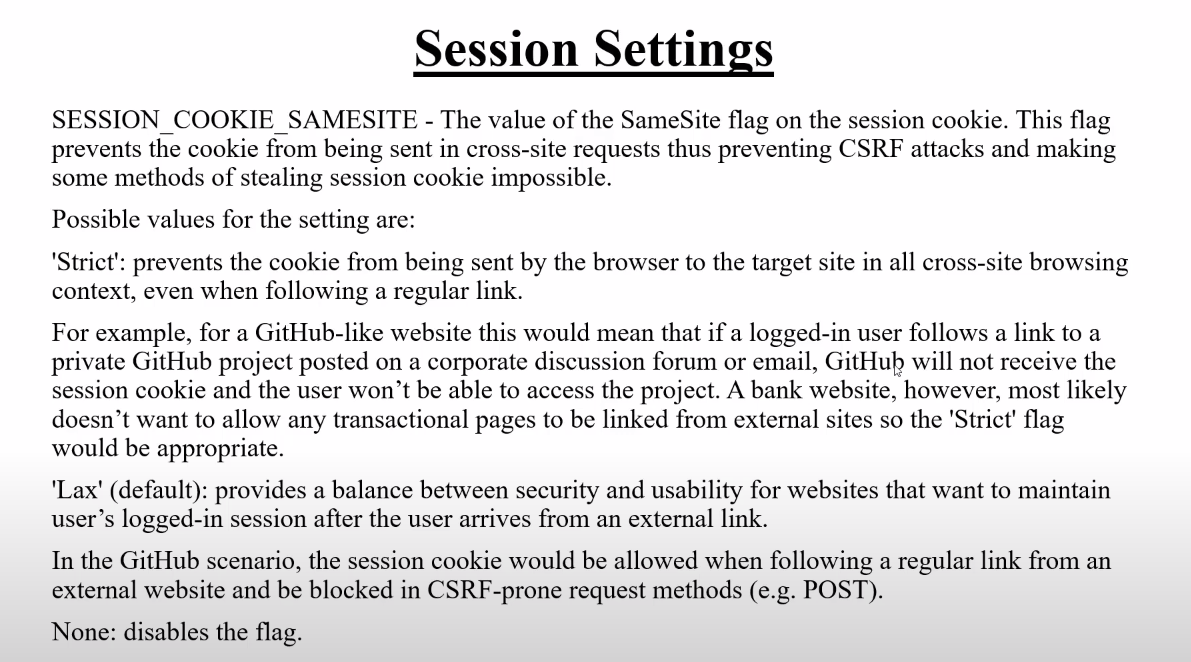 Session Settings
SESSION_COOKIE_SAMESITE - The value of the SameSite flag on the session cookie. This flag
prevents the cookie from being sent in cross-site requests thus preventing CSRF attacks and making
some methods of stealing session cookie impossible.
Possible values for the setting are:
'Strict': prevents the cookie from being sent by the browser to the target site in all cross-site browsing
context, even when following a regular link.
For example, for a GitHub-like website this would mean that if a logged-in user follows a link to a
private GitHub project posted on a corporate discussion forum or email, GitHub will not receive the
session cookie and the user won’t be able to access the project. A bank website, however, most likely
doesn’t want to allow any transactional pages to be linked from external sites so the 'Strict' flag
would be appropriate.
'Lax' (default): provides a balance between security and usability for websites that want to maintain
user’s logged-in session after the user arrives from an external link.
In the GitHub scenario, the session cookie would be allowed when following a regular link from an
external website and be blocked in CSRF-prone request methods (e.g. POST).
None: disables the flag.